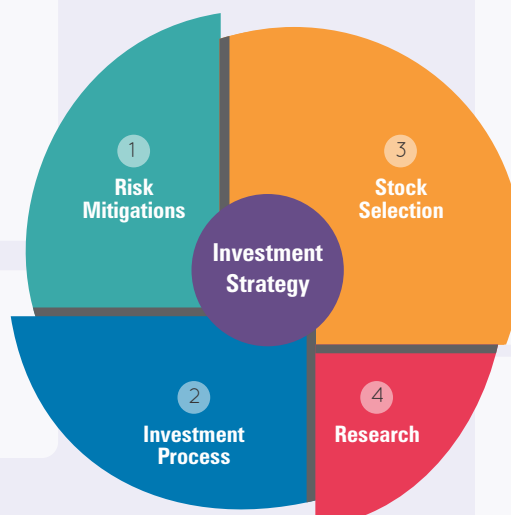 1
Risk
Mitigations
3
Stock
Selection
Investment
Strategy
2
Investment
Process
4
Research